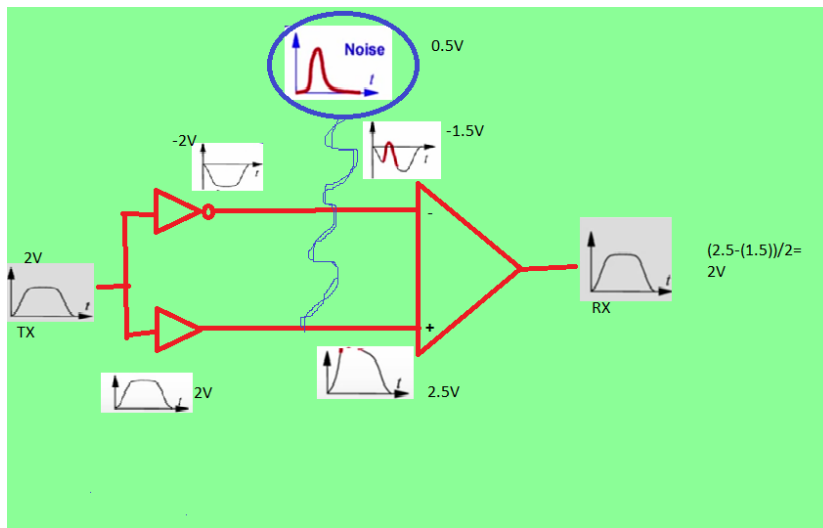 Noise
t
0.5V
-2V
t
-1.5V
t
-
2V
t
TX
(2.5-(1.5))/2=
2V
t
RX
+
t
2V
t
2.5V